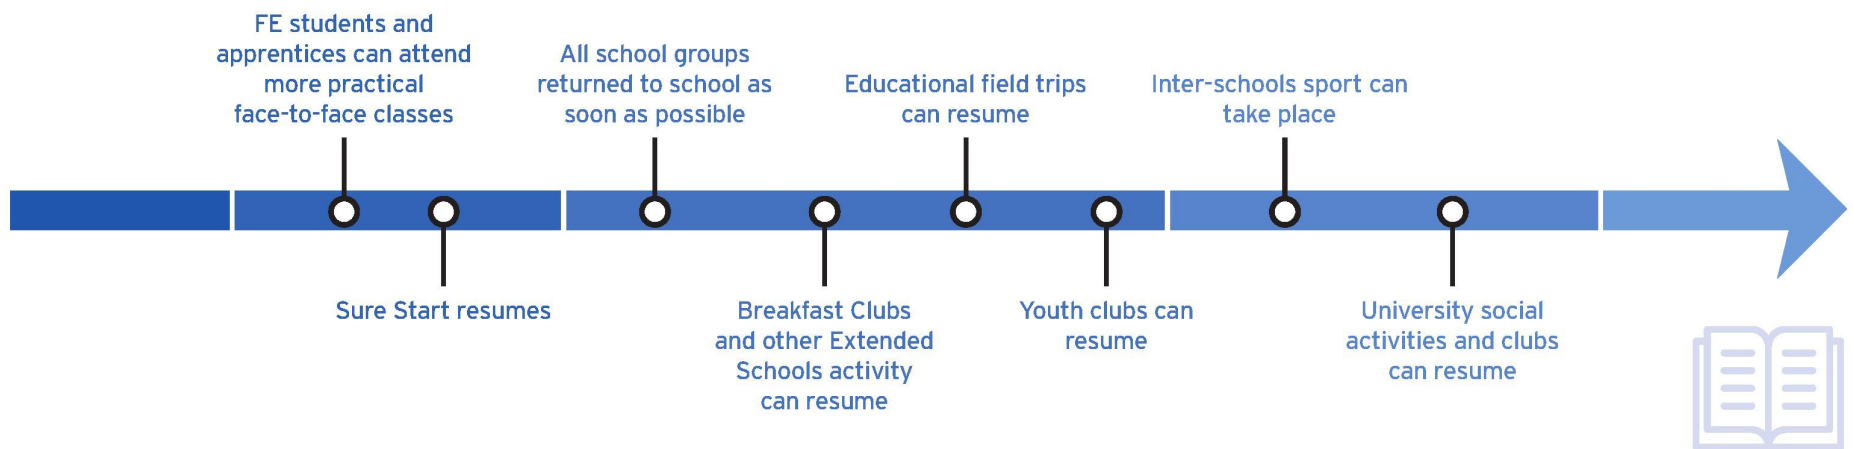 FE students and
apprentices can attend
more practical
face-to-face classes
Sure Start resumes
All school groups
returned to school as
soon as possible
Breakfast Clubs
and other Extended
Schools activity
can resume
Educational field trips
can resume
Youth clubs can
resume
Inter-schools sport can
take place
University social
activities and clubs
can resume